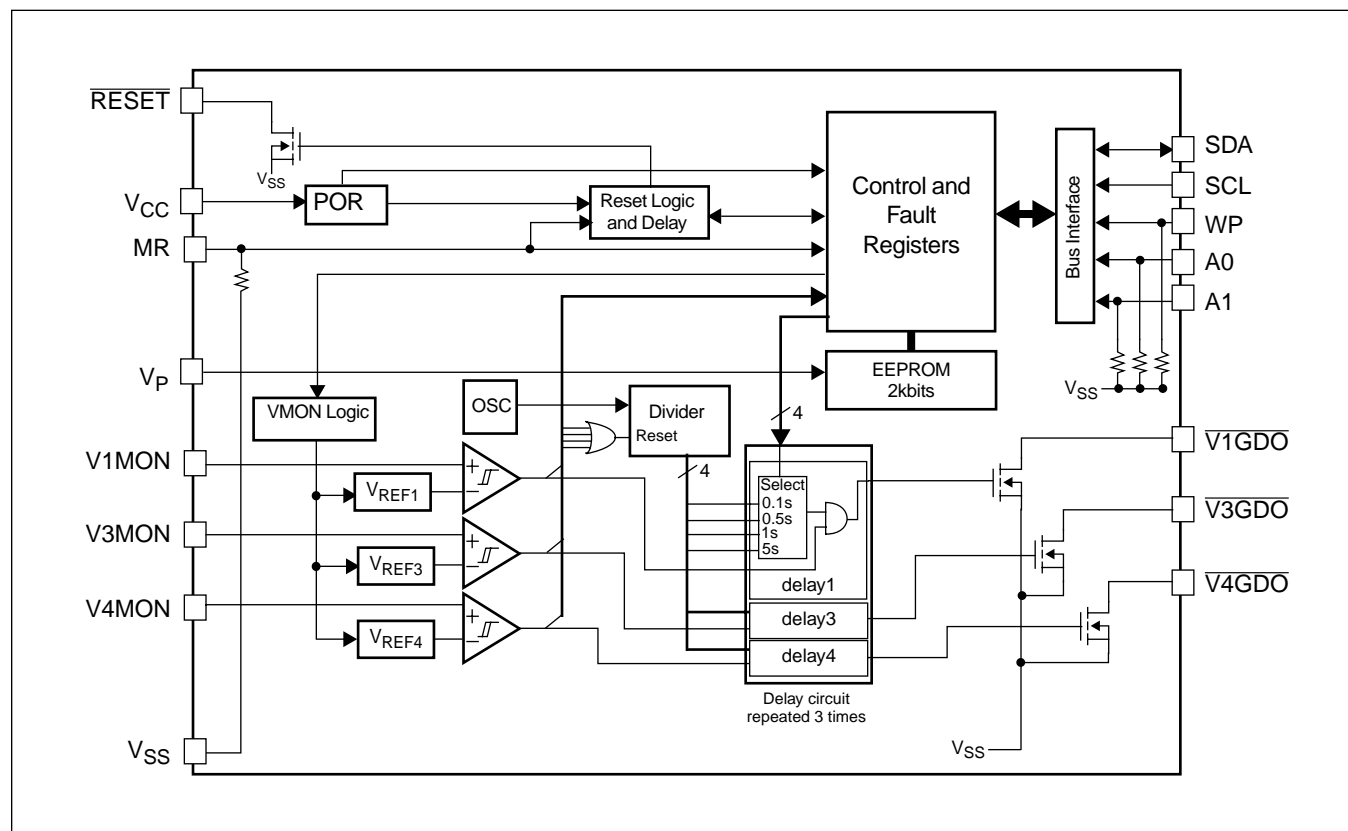 RESET
VSS
VCC
POR
Reset Logic
and Delay
MR
Control and
Fault
Registers
Bus Interface
SDA
SCL
WP
A0
A1
VSS
VP
EEPROM
2kbits
VMON Logic
OSC
Divider
Reset
4
4
V1MON
VREF1
V3MON
VREF3
V4MON
VREF4
Select
0.1s
0.5s
1s
5s
delay1
delay3
delay4
Delay circuit
repeated 3 times
V1GDO
V3GDO
V4GDO
VSS
VSS